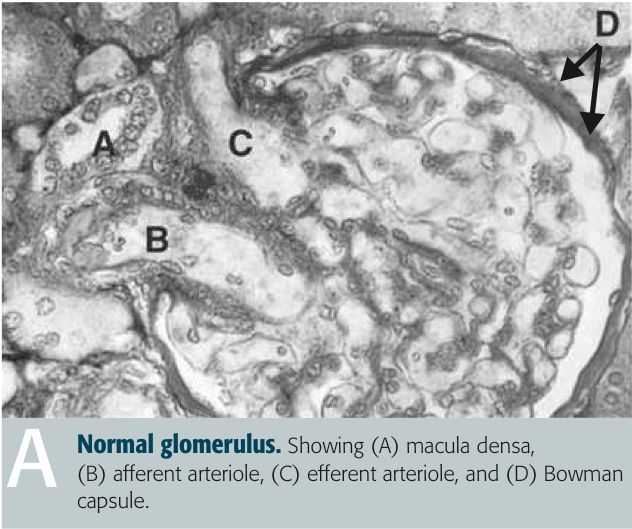 D
A
C
B
A
Normal glomerulus. Showing (A) macula densa,
(B) afferent arteriole, (C) efferent arteriole, and (D) Bowman
capsule.